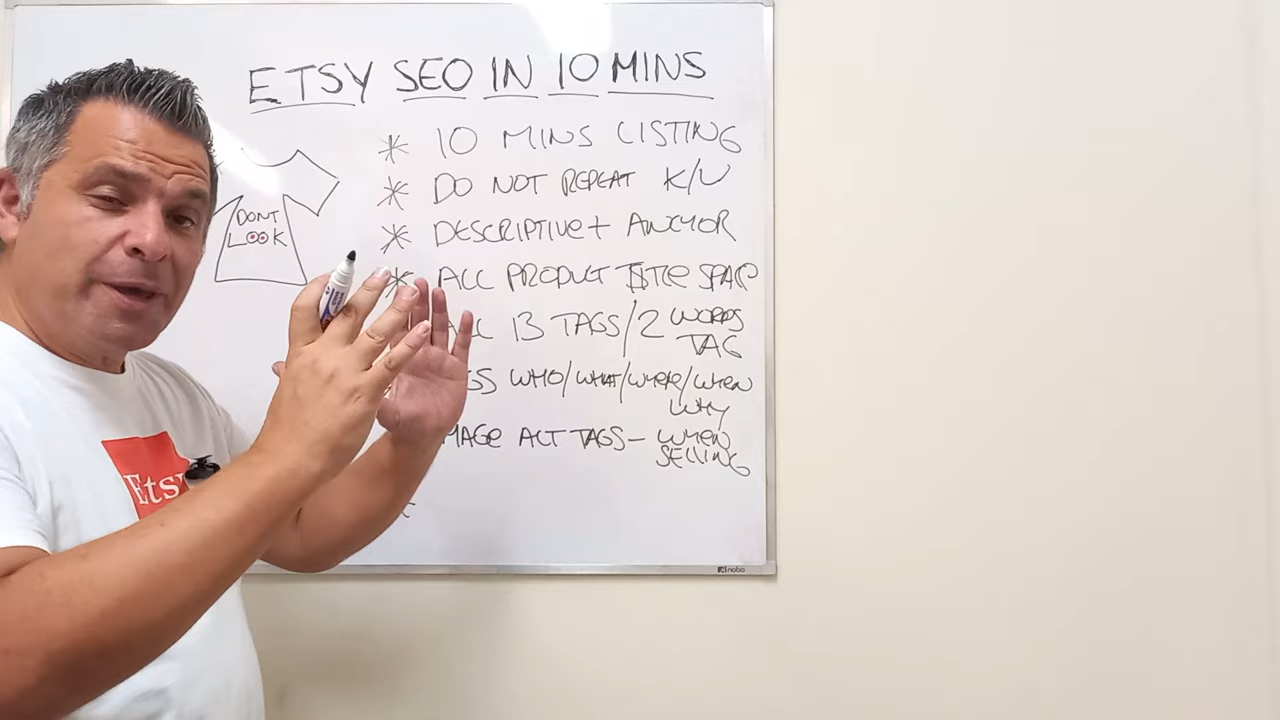 ETSY SEO IN 10 MINS
* 10 MINS LISTING
* DO NOT REPEAT K/W
* DESCRIPTIVE + ANCHOR
* ALL PRODUCT TITLE SPACE
13 TAGS/2 WORDS
TAG
WHO/WHAT/WHERE/WHEN
WHY
MAGE ALT TAGS - WHEN
SELLING
DONT
LOOK
Etsy
nobo